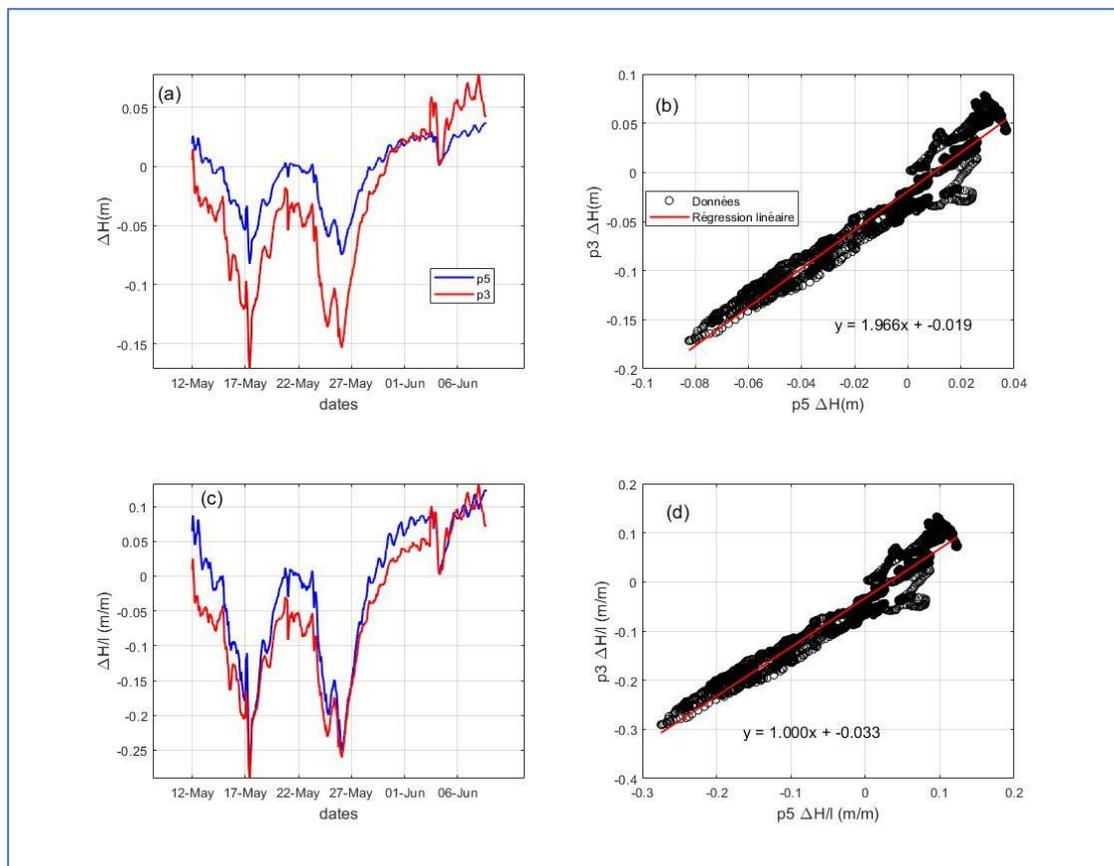 (a)
ΔH(m)
0.05
0
-0.05
-0.1
-0.15
p5
p3
12-May 17-May 22-May 27-May 01-Jun 06-Jun
dates
(b)
p3 ΔH(m)
0.1
0.05
0
-0.05
-0.1
-0.15
-0.2
Données
Régression linéaire
y = 1.966x + -0.019
-0.1 -0.08 -0.06 -0.04 -0.02 0 0.02 0.04
p5 ΔH(m)
(c)
ΔH/l (m/m)
0.1
0.05
0
-0.05
-0.1
-0.15
-0.2
-0.25
12-May 17-May 22-May 27-May 01-Jun 06-Jun
dates
(d)
p3 ΔH/l (m/m)
0.2
0.1
0
-0.1
-0.2
-0.3
-0.4
y = 1.000x + -0.033
-0.3 -0.2 -0.1 0 0.1 0.2
p5 ΔH/l (m/m)